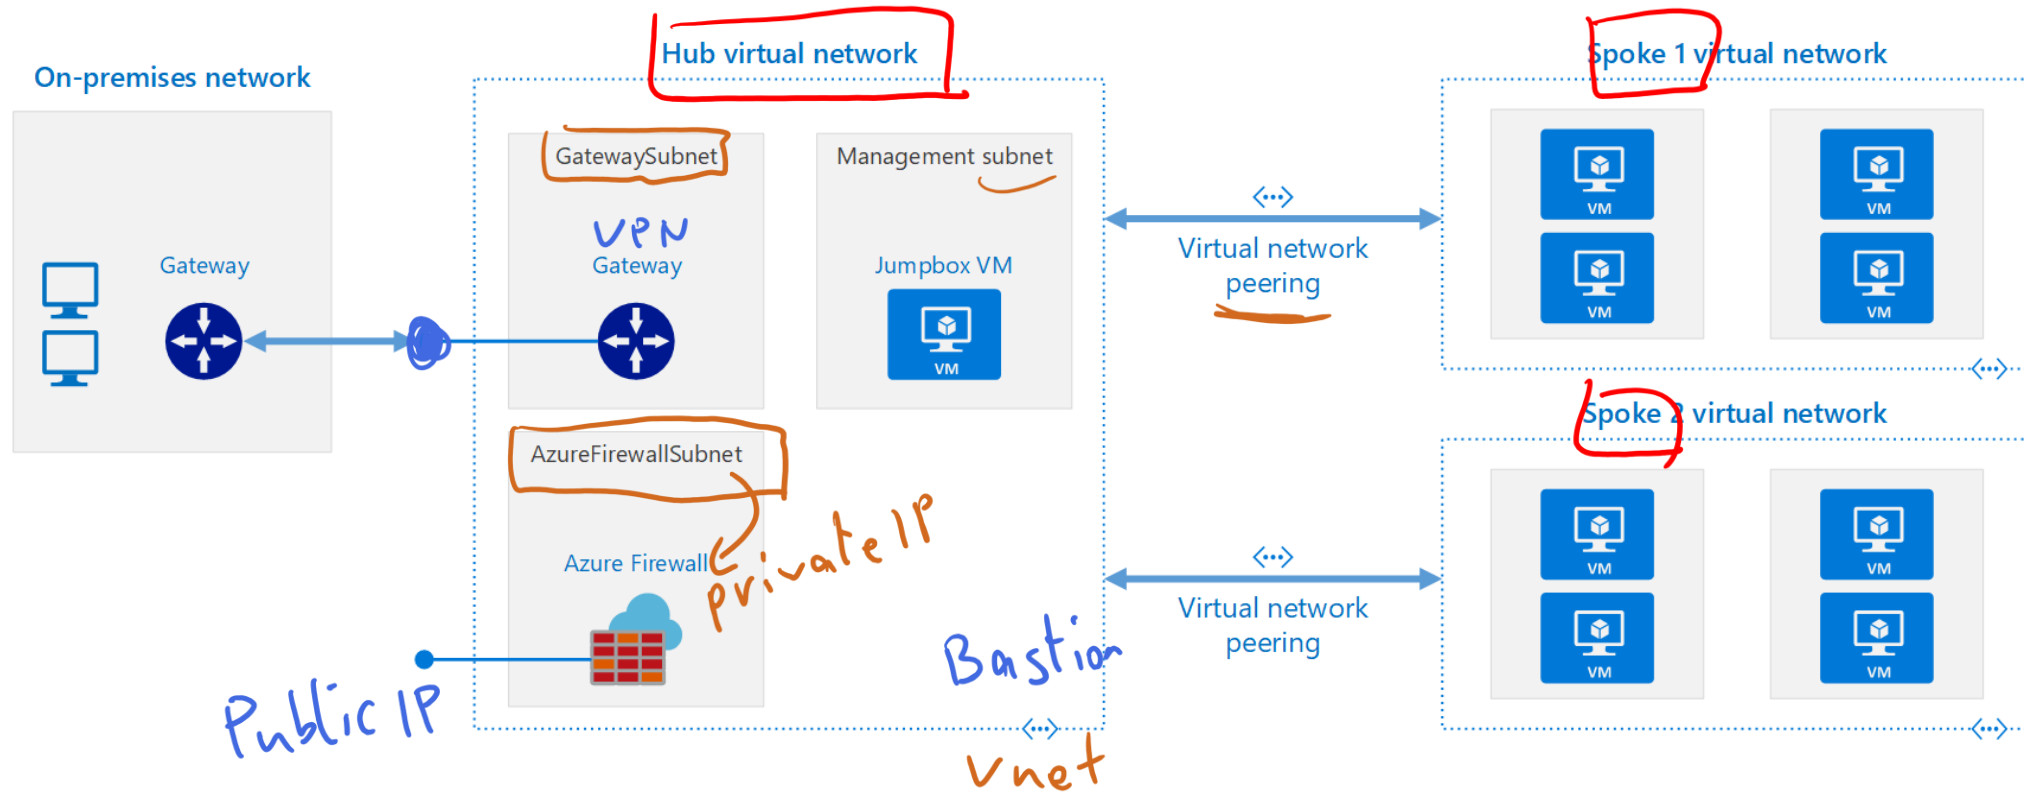 Hub virtual network
Spoke 1 virtual network
On-premises network
GatewaySubnet
Management subnet
VM
VM
VPN
Gateway
Gateway
Jumpbox VM
Virtual network
peering
VM
VM
VM
Spoke 2 virtual network
AzureFirewallSubnet
private IP
Azure Firewall
VM
VM
Virtual network
peering
Bastion
VM
VM
Public IP
Vnet